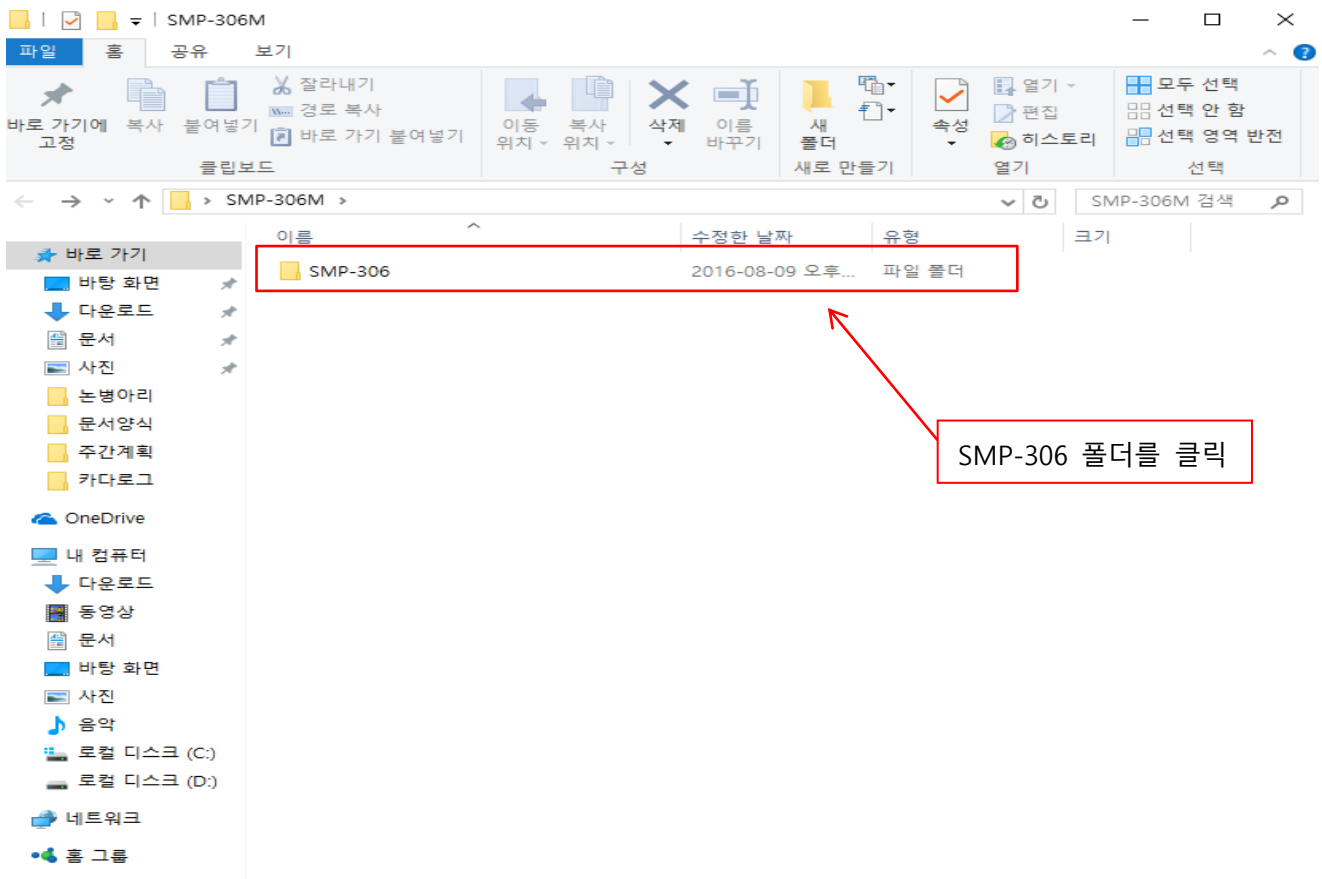 SMP-306M
파일 홈 공유 보기
바로 가기에 고정
복사
붙여넣기
잘라내기
경로 복사
바로 가기 붙여넣기
클립보드
이동 위치
복사 위치
삭제
이름 바꾸기
구성
새 폴더
새로 만들기
속성
열기
편집
히스토리
열기
모두 선택
선택 안 함
선택 영역 반전
선택
SMP-306M
SMP-306M 검색
이름 수정한 날짜 유형 크기
SMP-306 2016-08-09 오후... 파일 폴더
SMP-306 폴더를 클릭
바로 가기
바탕 화면
다운로드
문서
사진
논병아리
문서양식
주간계획
카다로그
OneDrive
내 컴퓨터
다운로드
동영상
문서
바탕 화면
사진
음악
로컬 디스크 (C:)
로컬 디스크 (D:)
네트워크
홈 그룹